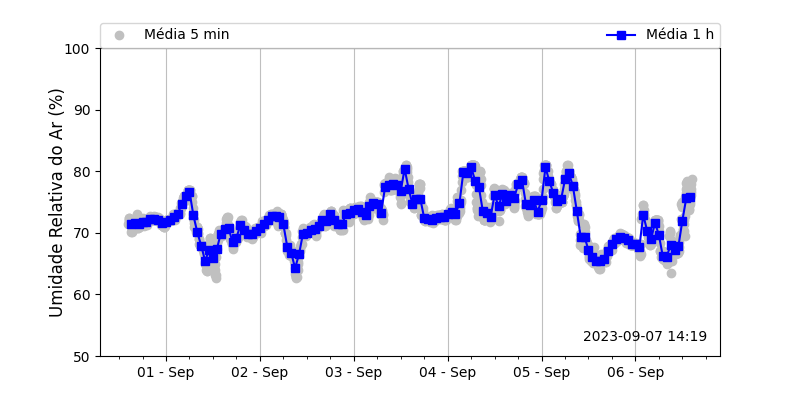 Média 5 min
Média 1 h
Umidade Relativa do Ar (%)
100
90
80
70
60
50
2023-09-07 14:19
01 - Sep
02 - Sep
03 - Sep
04 - Sep
05 - Sep
06 - Sep